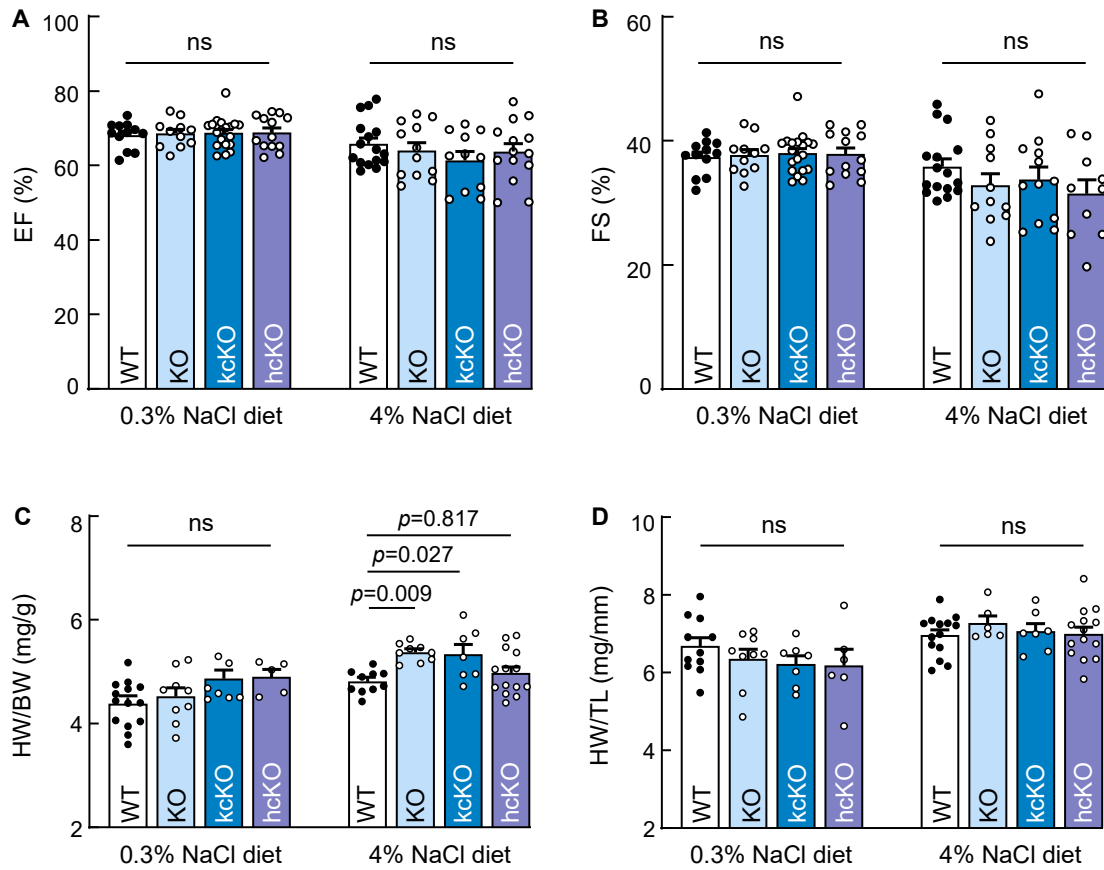 A
EF (%)
100
80
60
40
20
0
ns
ns
WT
KO
kcKO
hcKO
WT
KO
kcKO
hcKO
0.3% NaCl diet
4% NaCl diet
B
FS (%)
60
40
20
0
ns
ns
WT
KO
kcKO
hcKO
WT
KO
kcKO
hcKO
0.3% NaCl diet
4% NaCl diet
C
HW/BW (mg/g)
8
6
4
2
ns
p=0.817
p=0.027
p=0.009
WT
KO
kcKO
hcKO
WT
KO
kcKO
hcKO
0.3% NaCl diet
4% NaCl diet
D
HW/TL (mg/mm)
10
8
6
4
2
ns
ns
WT
KO
kcKO
hcKO
WT
KO
kcKO
hcKO
0.3% NaCl diet
4% NaCl diet